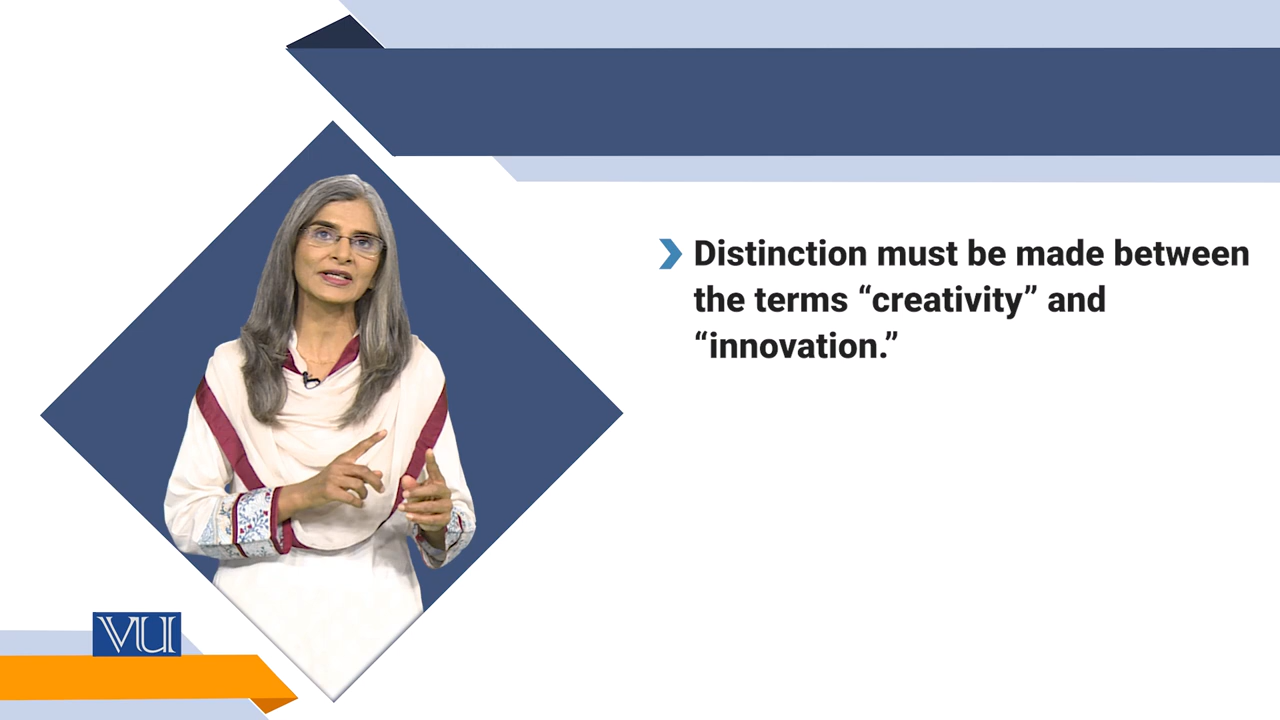 Distinction must be made between
the terms “creativity” and
“innovation.”
VU